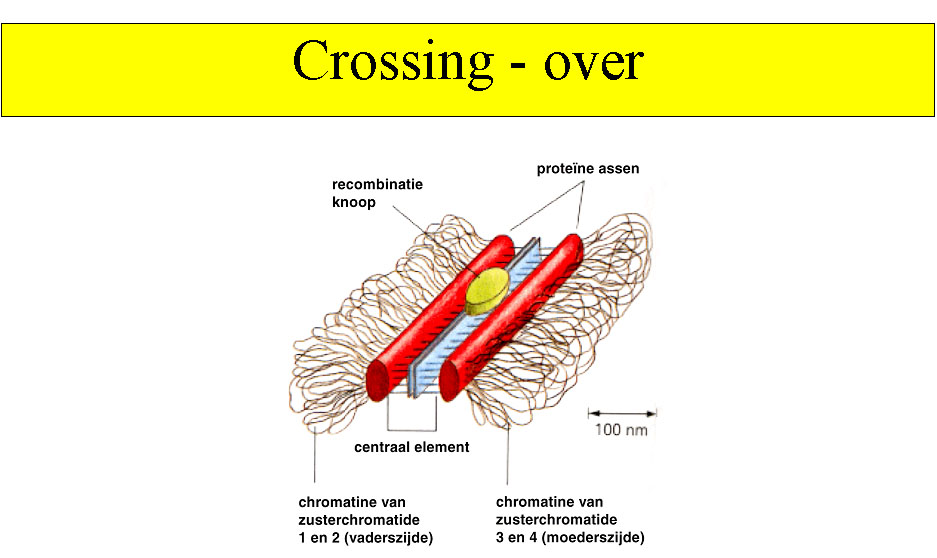 Crossing - over
proteïne assen
recombinatie
knoop
100 nm
centraal element
chromatine van
zusterchromatide
1 en 2 (vaderszijde)
chromatine van
zusterchromatide
3 en 4 (moederszijde)